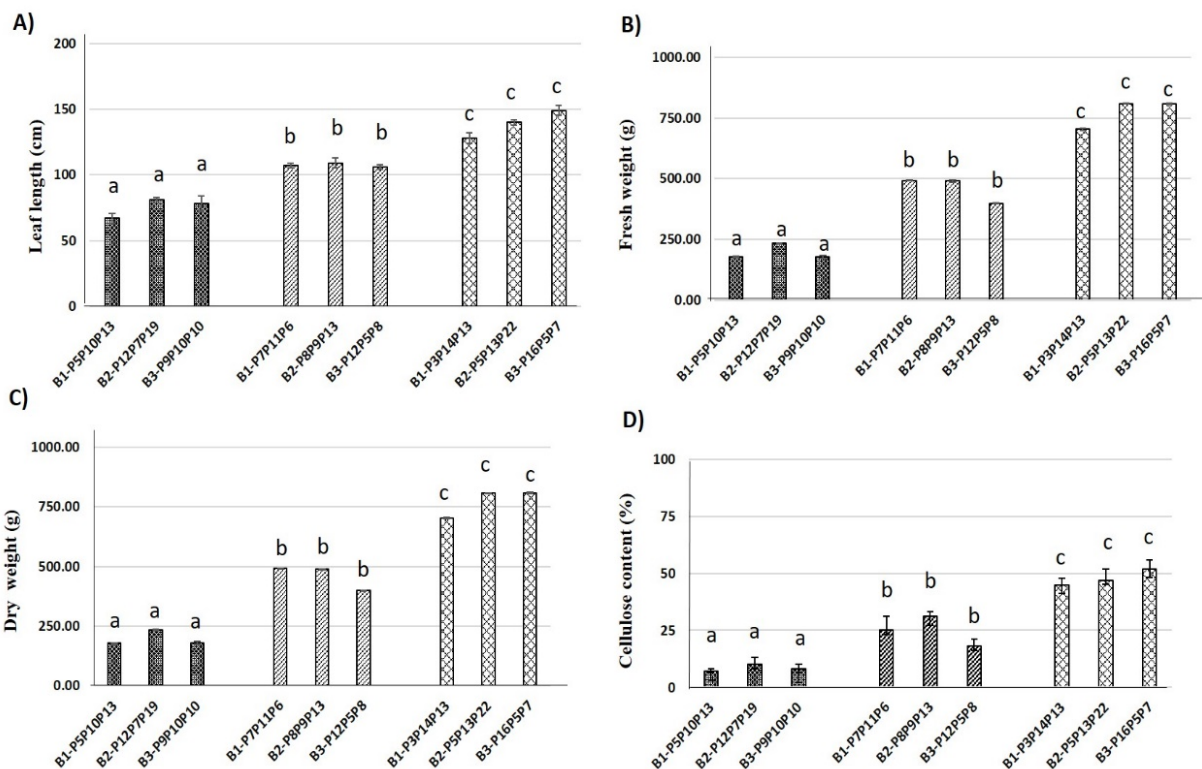 A)
200
150
100
50
0
Leaf length (cm)
a
a
a
b
b
b
c
c
c
B1-P5P10P13
B2-P12P7P19
B3-P9P10P10
B1-P7P11P6
B2-P8P9P13
B3-P12P5P8
B1-P3P14P13
B2-P5P13P22
B3-P16P5P7
B)
1000.00
750.00
500.00
250.00
0.00
Fresh weight (g)
a
a
a
b
b
b
c
c
c
B1-P5P10P13
B2-P12P7P19
B3-P9P10P10
B1-P7P11P6
B2-P8P9P13
B3-P12P5P8
B1-P3P14P13
B2-P5P13P22
B3-P16P5P7
C)
1000.00
750.00
500.00
250.00
0.00
Dry weight (g)
a
a
a
b
b
b
c
c
c
B1-P5P10P13
B2-P12P7P19
B3-P9P10P10
B1-P7P11P6
B2-P8P9P13
B3-P12P5P8
B1-P3P14P13
B2-P5P13P22
B3-P16P5P7
D)
100
75
50
25
0
Cellulose content (%)
a
a
a
b
b
b
c
c
c
B1-P5P10P13
B2-P12P7P19
B3-P9P10P10
B1-P7P11P6
B2-P8P9P13
B3-P12P5P8
B1-P3P14P13
B2-P5P13P22
B3-P16P5P7